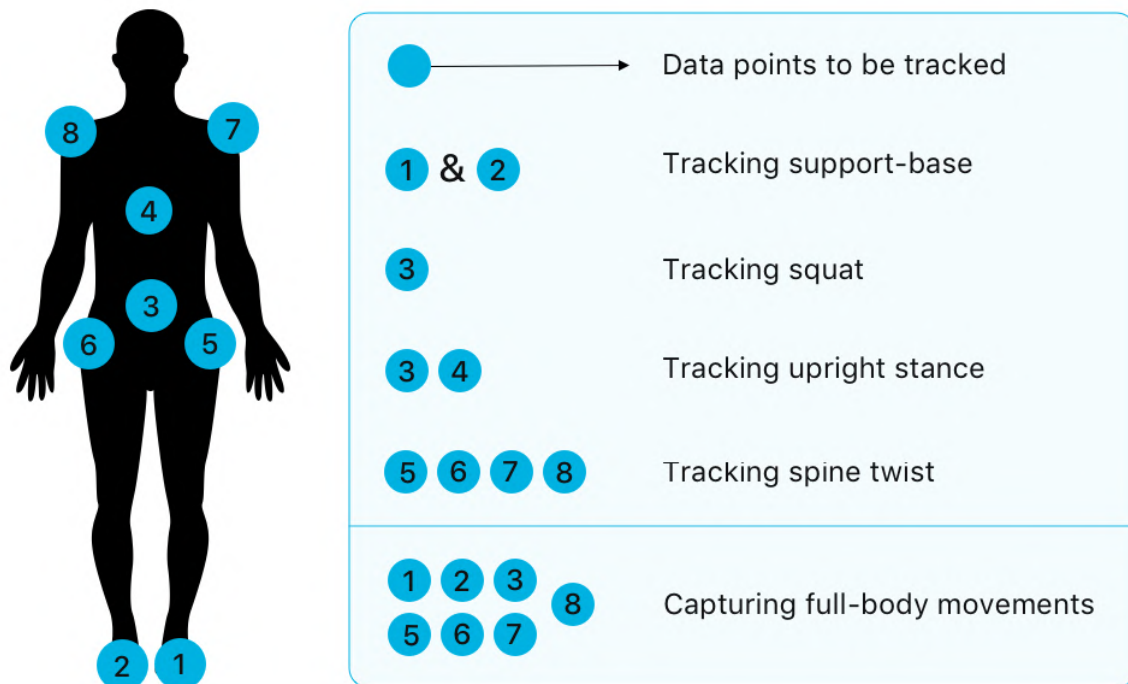 8 7
4
3
6 5
2 1
Data points to be tracked
1 & 2 Tracking support-base
3 Tracking squat
3 4 Tracking upright stance
5 6 7 8 Tracking spine twist
1 2 3
8 Capturing full-body movements
5 6 7